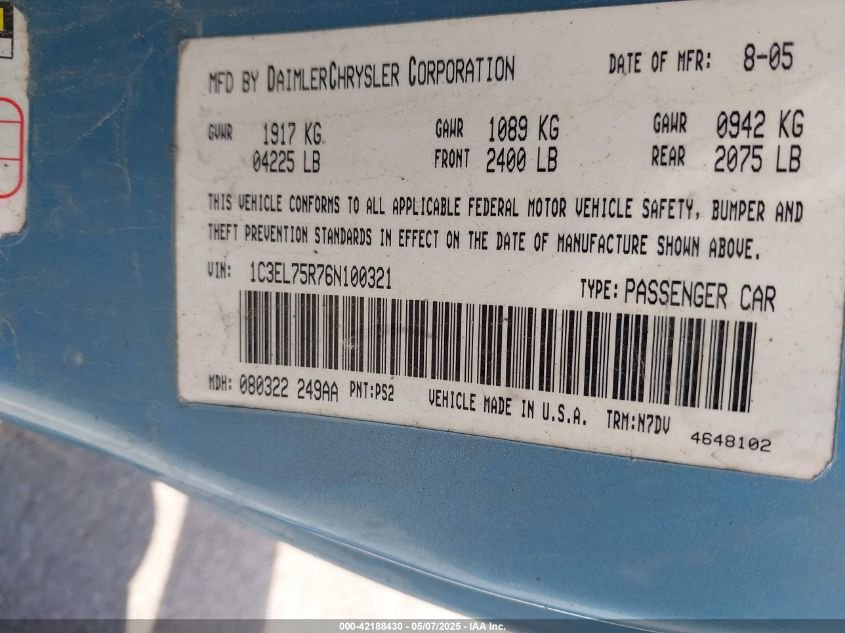 MFD BY DAIMLERCHRYSLER CORPORATION DATE OF MFR: 8-05
GVWR 1917 KG GAWR 1089 KG GAWR 0942 KG
04225 LB FRONT 2400 LB REAR 2075 LB
THIS VEHICLE CONFORMS TO ALL APPLICABLE FEDERAL MOTOR VEHICLE SAFETY, BUMPER AND
THEFT PREVENTION STANDARDS IN EFFECT ON THE DATE OF MANUFACTURE SHOWN ABOVE.
VIN: 1C3EL75R76N100321 TYPE: PASSENGER CAR
MDH: 080322 249AA PNT:PS2 VEHICLE MADE IN U.S.A. TRM:N7DV
4648102
000-42188430 - 05/07/2025 - IAA Inc.